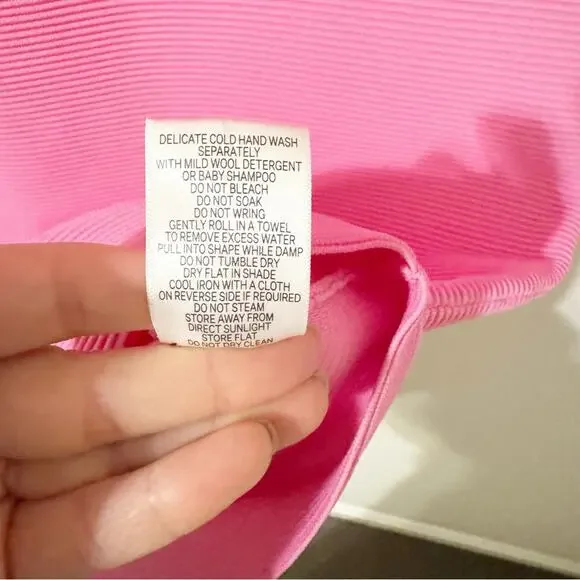 DELICATE COLD HAND WASH
SEPARATELY
WITH MILD WOOL DETERGENT
OR BABY SHAMPOO
DO NOT BLEACH
DO NOT SOAK
DO NOT WRING
GENTLY ROLL IN A TOWEL
TO REMOVE EXCESS WATER
PULL INTO SHAPE WHILE DAMP
DO NOT TUMBLE DRY
DRY FLAT IN SHADE
COOL IRON WITH A CLOTH
ON REVERSE SIDE IF REQUIRED
DO NOT STEAM
STORE AWAY FROM
DIRECT SUNLIGHT
STORE FLAT
DO NOT DRY CLEAN